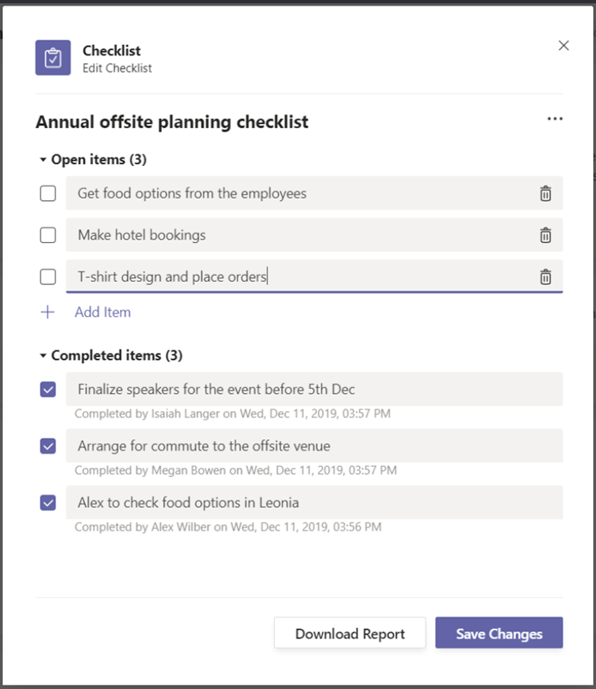 Checklist
Edit Checklist
Annual offsite planning checklist
Open items (3)
Get food options from the employees
Make hotel bookings
T-shirt design and place orders
Add Item
Completed items (3)
Finalize speakers for the event before 5th Dec
Completed by Isaiah Langer on Wed, Dec 11, 2019, 03:57 PM
Arrange for commute to the offsite venue
Completed by Megan Bowen on Wed, Dec 11, 2019, 03:57 PM
Alex to check food options in Leonia
Completed by Alex Wilber on Wed, Dec 11, 2019, 03:56 PM
Download Report
Save Changes